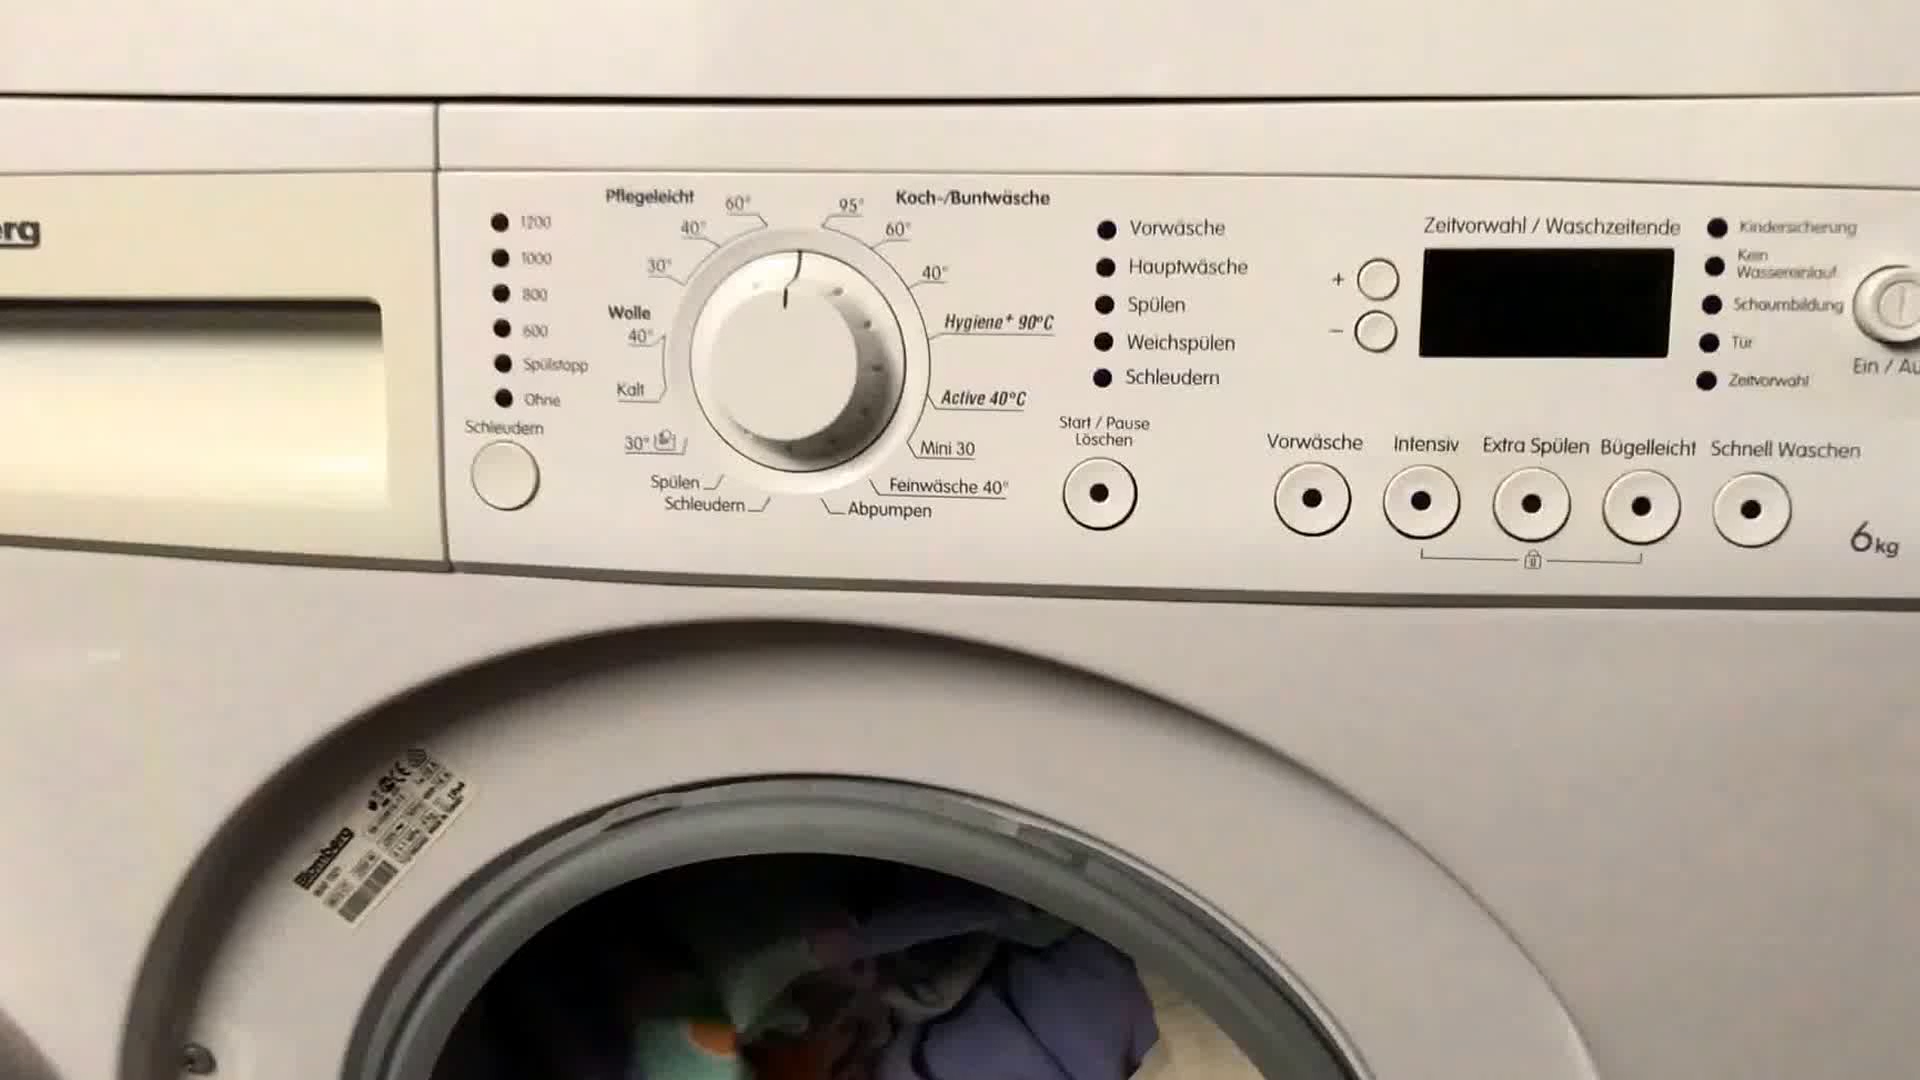 rg
1200
1000
800
600
Spülstopp
Ohne
Schleudern
Pflegeleicht
60°
40°
30°
Wolle
40°
Kalt
30°
Spülen
Schleudern
Koch-/Buntwäsche
95°
60°
40°
Hygiene+ 90°C
Active 40°C
Mini 30
Feinwäsche 40°
Abpumpen
Vorwäsche
Hauptwäsche
Spülen
Weichspülen
Schleudern
Start / Pause
Löschen
Zeitvorwahl / Waschzeitende
+
–
Kindersicherung
Kein
Wassereinlauf
Schaumbildung
Tür
Zeitvorwahl
Ein / Au
Vorwäsche
Intensiv
Extra Spülen
Bügelleicht
Schnell Waschen
6 kg
Blomberg